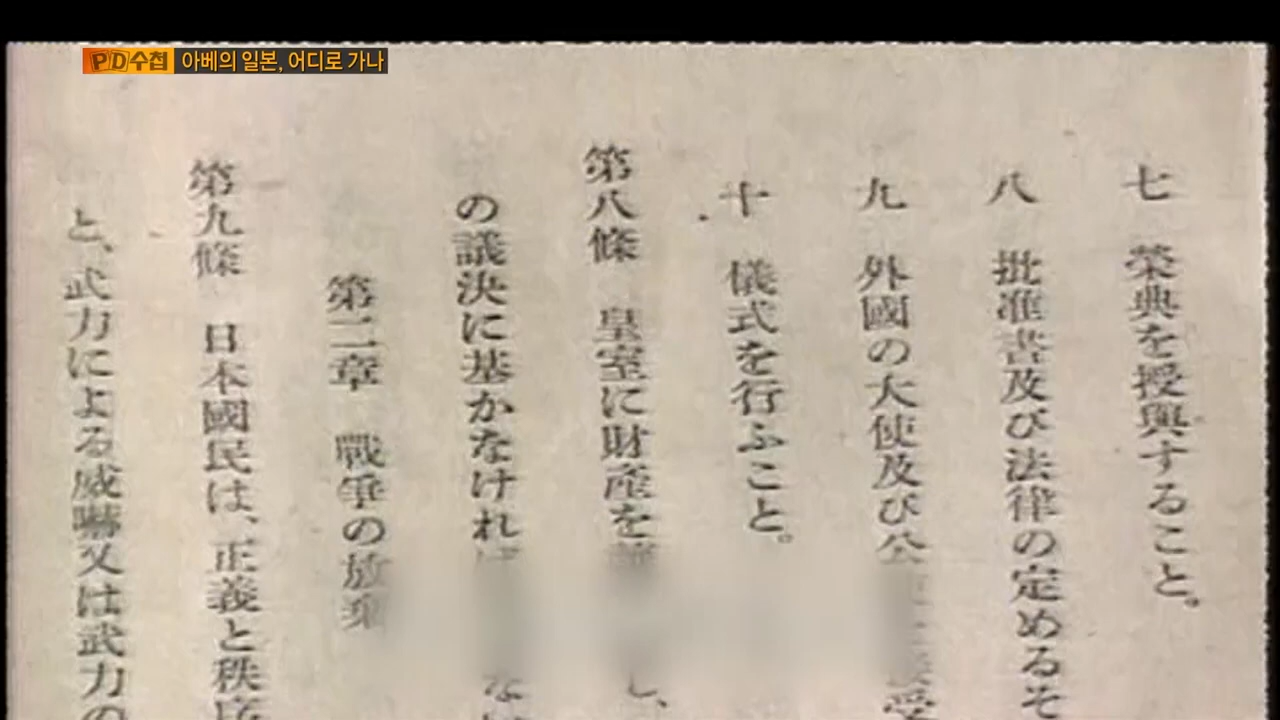 PD수첩 아베의 일본, 어디로 가나
七 榮典を授與すること。
八 批准書及び法律の定めるそ
九 外國の大使及び公
十 儀式を行ふこと。
第八條 皇室に財産を
の議決に基かなけれ
第二章 戰爭の放棄
第九條 日本國民は、正義と秩序
と、武力による威嚇又は武力の